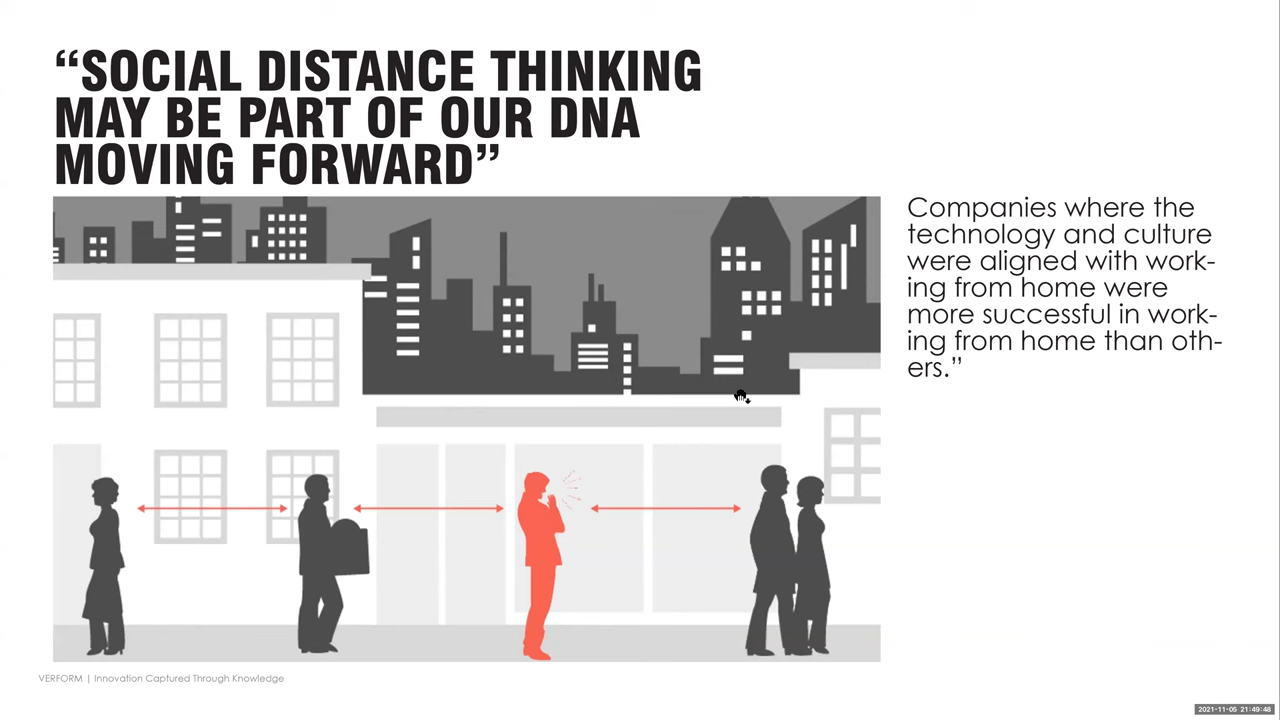 “SOCIAL DISTANCE THINKING
MAY BE PART OF OUR DNA
MOVING FORWARD”
Companies where the
technology and culture
were aligned with work-
ing from home were
more successful in work-
ing from home than oth-
ers.”
VERFORM | Innovation Captured Through Knowledge
2021-11-05 21:49:48